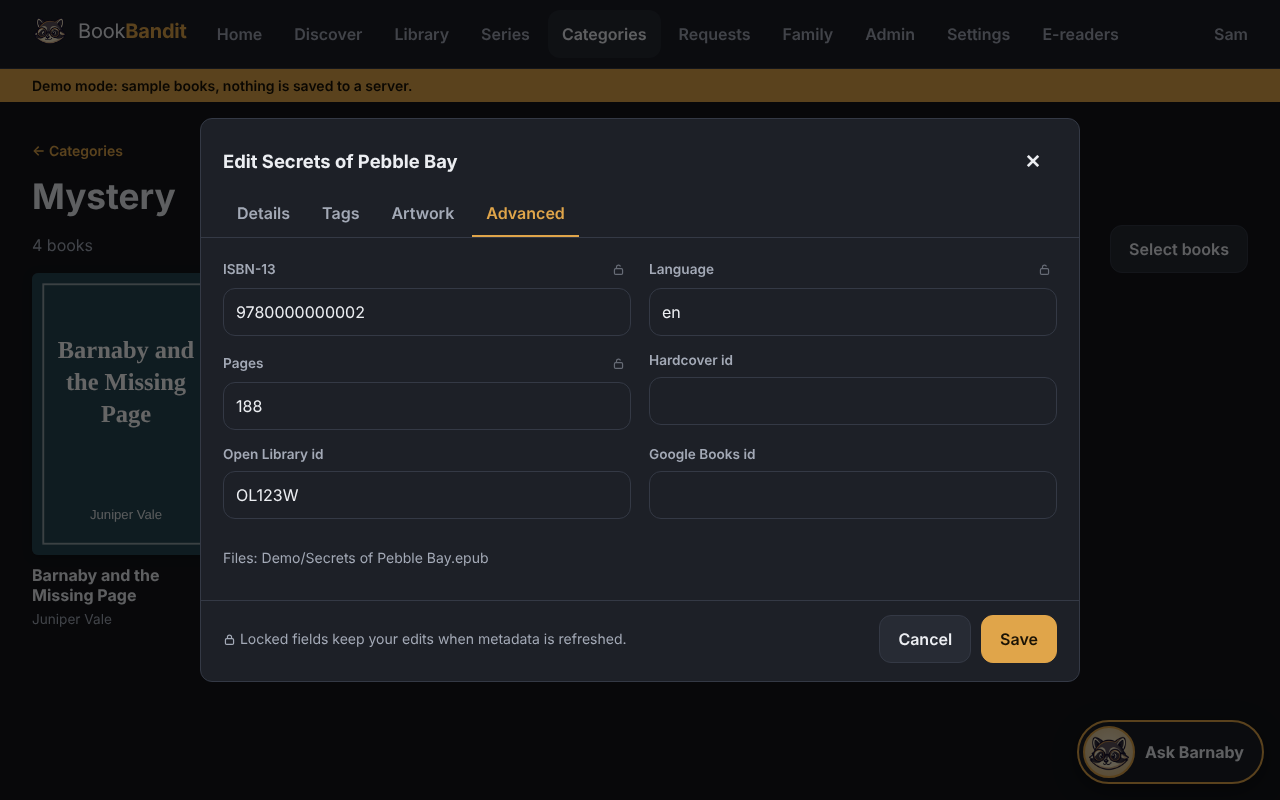 BookBandit
Home
Discover
Library
Series
Categories
Requests
Family
Admin
Settings
E-readers
Sam
Demo mode: sample books, nothing is saved to a server.
← Categories
Mystery
4 books
Select books
Barnaby and
the Missing
Page
Juniper Vale
Barnaby and the
Missing Page
Juniper Vale
Edit Secrets of Pebble Bay
Details
Tags
Artwork
Advanced
ISBN-13
9780000000002
Language
en
Pages
188
Hardcover id
Open Library id
OL123W
Google Books id
Files: Demo/Secrets of Pebble Bay.epub
Locked fields keep your edits when metadata is refreshed.
Cancel
Save
Ask Barnaby